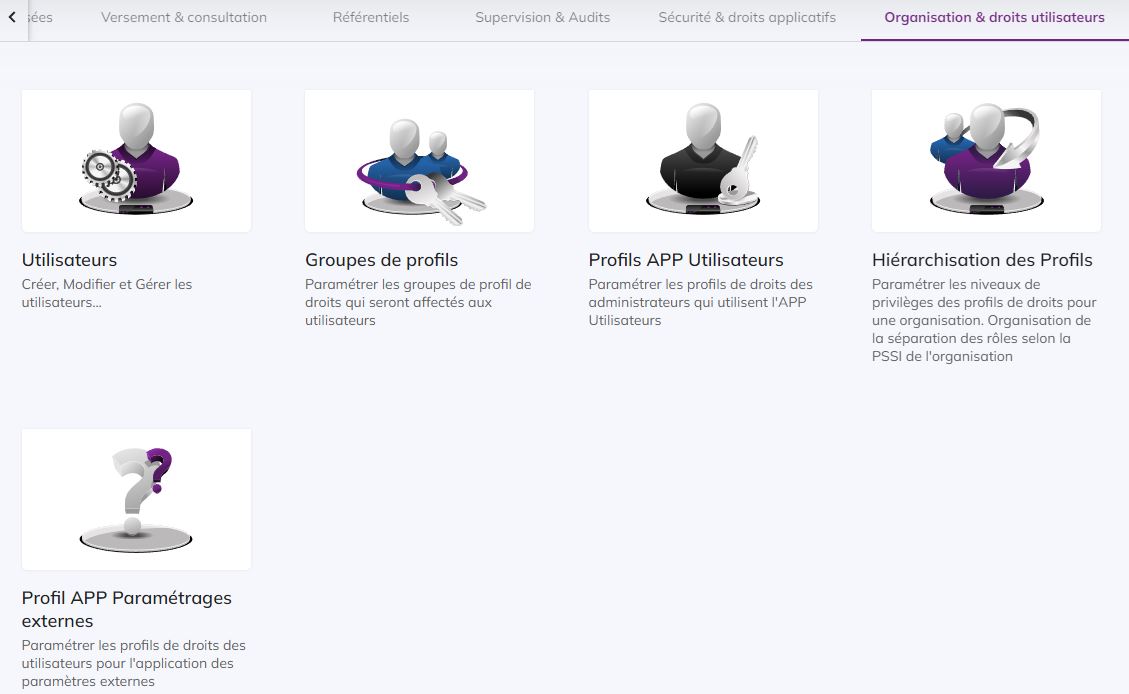 Versement & consultation
Référentiels
Supervision & Audits
Sécurité & droits applicatifs
Organisation & droits utilisateurs
Utilisateurs
Créer, Modifier et Gérer les
utilisateurs...
Groupes de profils
Paramétrer les groupes de profil de
droits qui seront affectés aux
utilisateurs
Profils APP Utilisateurs
Paramétrer les profils de droits des
administrateurs qui utilisent l'APP
Utilisateurs
Hiérarchisation des Profils
Paramétrer les niveaux de
privilèges des profils de droits pour
une organisation. Organisation de
la séparation des rôles selon la
PSSI de l'organisation
Profil APP Paramétrages
externes
Paramétrer les profils de droits des
utilisateurs pour l'application des
paramètres externes